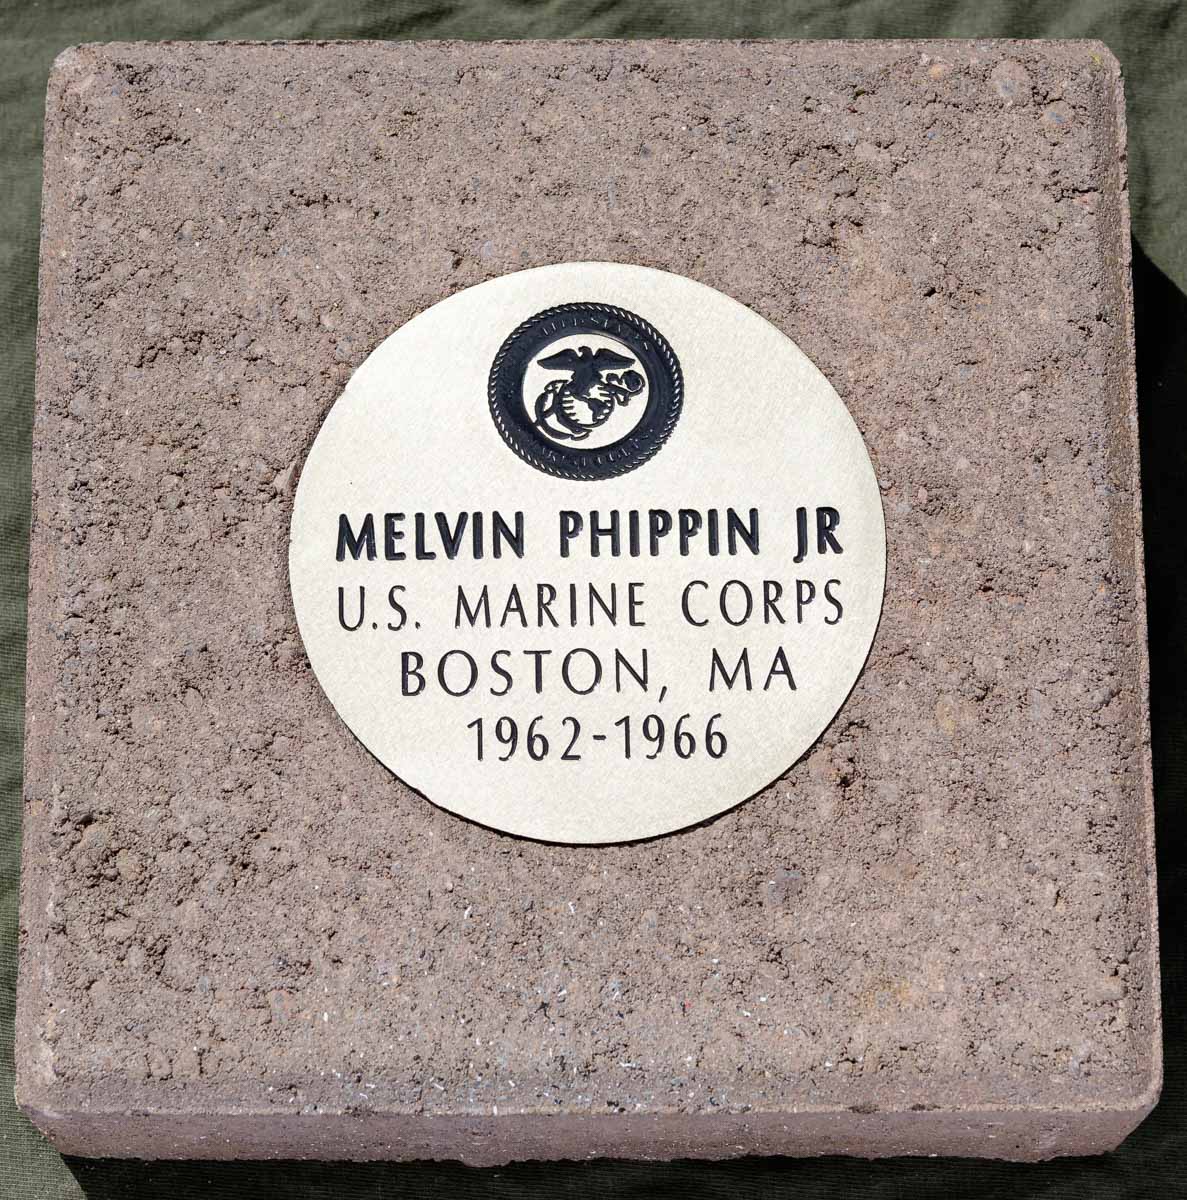 MELVIN PHIPPIN JR
U.S. MARINE CORPS
BOSTON, MA
1962-1966